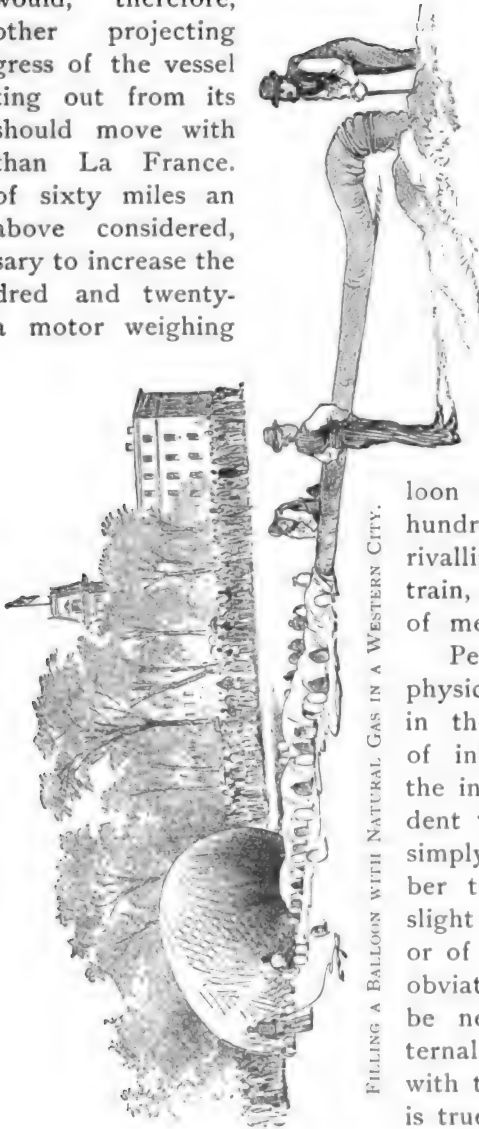 would, therefore,
other projecting
gress of the vessel
ting out from its
should move with
than La France.
of sixty miles an
above considered,
sary to increase the
dred and twenty-
a motor weighing
FILLING A BALLOON WITH NATURAL GAS IN A WESTERN CITY.
loon
hundr
rivalli
train,
of me
Pe
physic
in th
of in
the in
dent
simply
ber t
slight
or of
obviat
be ne
ternal
with t
is true